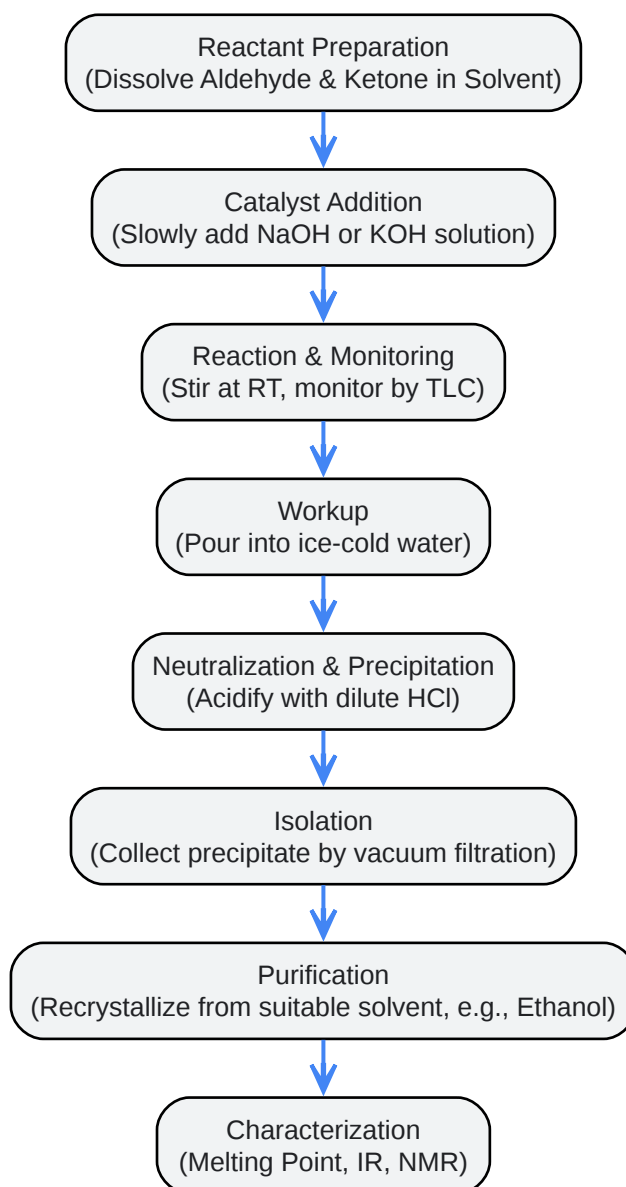 Reactant Preparation
(Dissolve Aldehyde & Ketone in Solvent)
Catalyst Addition
(Slowly add NaOH or KOH solution)
Reaction & Monitoring
(Stir at RT, monitor by TLC)
Workup
(Pour into ice-cold water)
Neutralization & Precipitation
(Acidify with dilute HCl)
Isolation
(Collect precipitate by vacuum filtration)
Purification
(Recrystallize from suitable solvent, e.g., Ethanol)
Characterization
(Melting Point, IR, NMR)